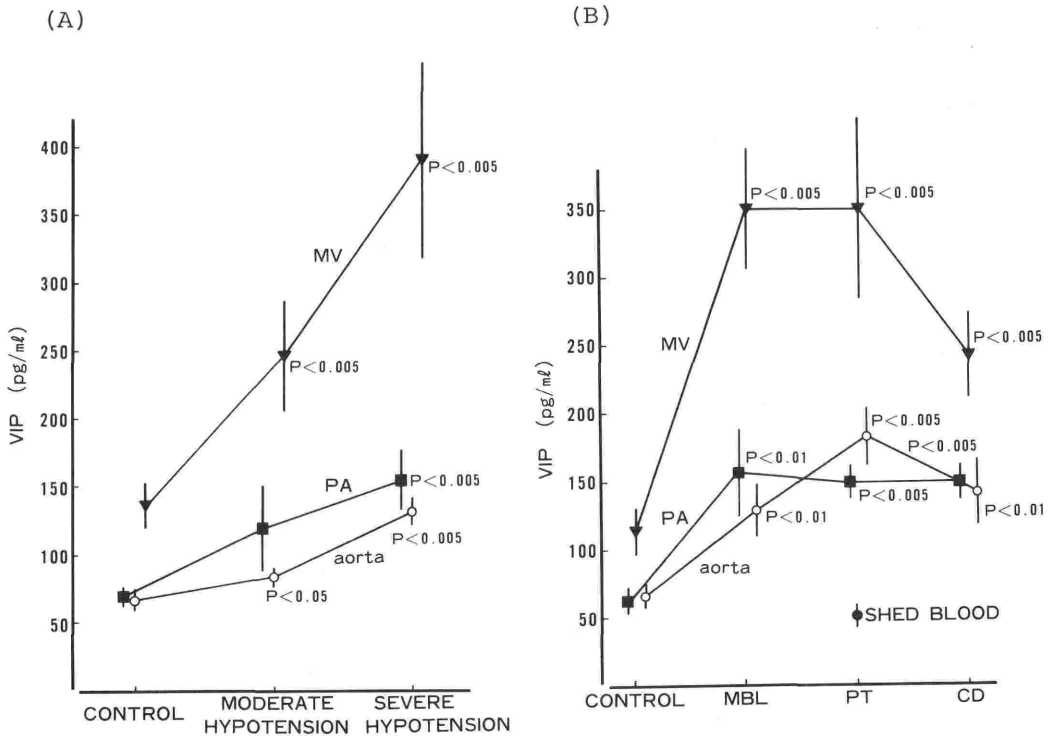 (A)
400
350
300
250
200
150
100
50
VIP (pg/mℓ)
MV
PA
aorta
P<0.005
P<0.005
P<0.005
P<0.005
P<0.05
CONTROL
MODERATE
HYPOTENSION
SEVERE
HYPOTENSION
(B)
350
300
250
200
150
100
50
VIP (pg/mℓ)
MV
PA
aorta
P<0.005
P<0.005
P<0.005
P<0.005
P<0.01
P<0.005
P<0.005
P<0.01
P<0.01
SHED BLOOD
CONTROL
MBL
PT
CD